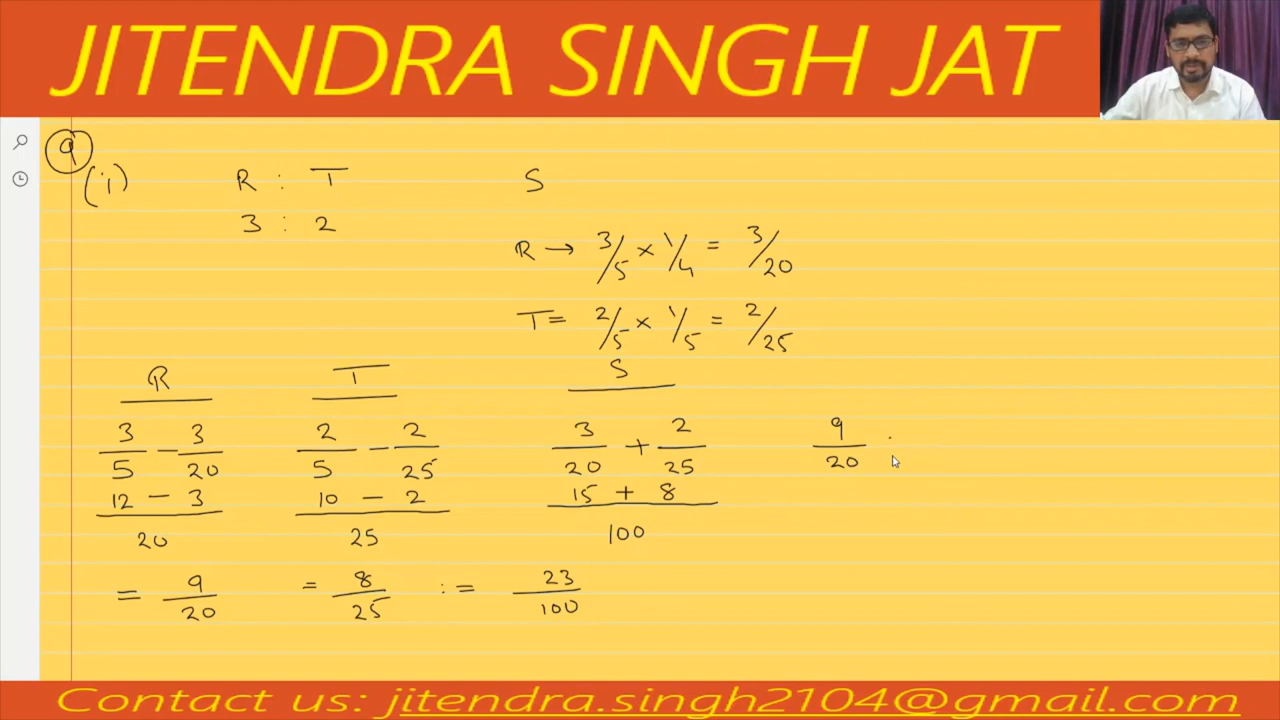 JITENDRA SINGH JAT
9
(i) R : T S
3 : 2
R → 3/5 × 1/4 = 3/20
T = 2/5 × 1/5 = 2/25
R T S
3/5 - 3/20 2/5 - 2/25 3/20 + 2/25 9/20 :
12 - 3 / 20 10 - 2 / 25 15 + 8 / 100
= 9/20 = 8/25 := 23/100
Contact us: jitendra.singh2104@gmail.com